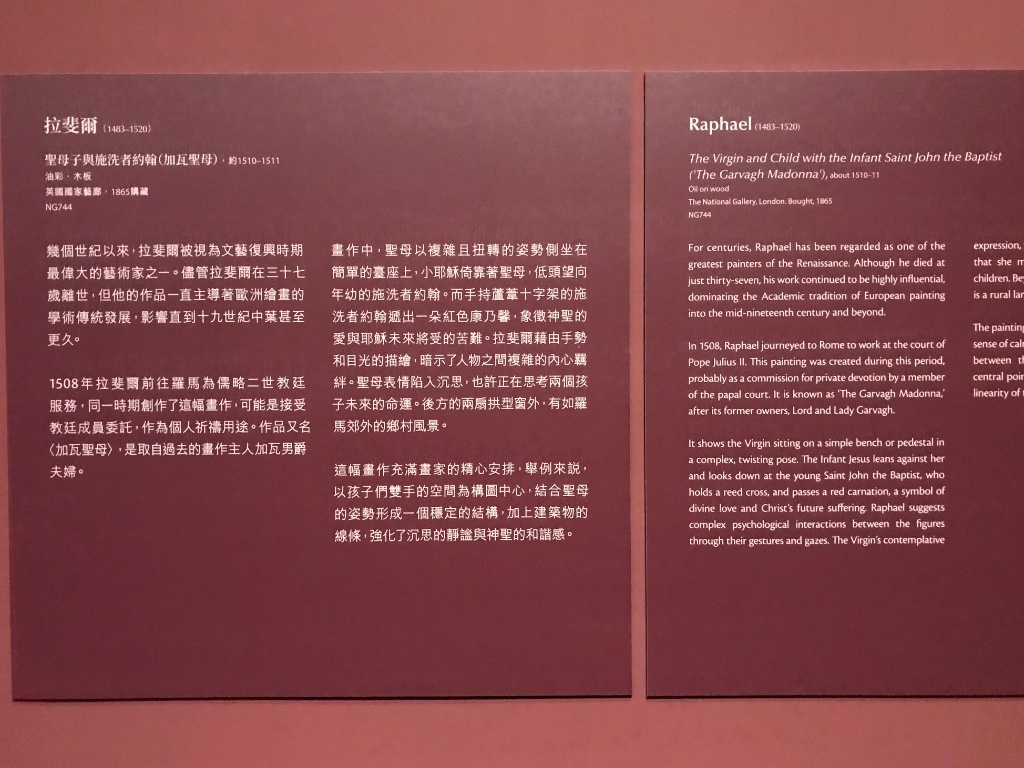 拉斐爾 (1483–1520)
聖母子與施洗者約翰(加瓦聖母),約1510–1511
油彩、木板
英國國家藝廊,1865購藏
NG744
幾個世紀以來,拉斐爾被視為文藝復興時期
最偉大的藝術家之一。儘管拉斐爾在三十七
歲離世,但他的作品一直主導著歐洲繪畫的
學術傳統發展,影響直到十九世紀中葉甚至
更久。
1508年拉斐爾前往羅馬為儒略二世教廷
服務,同一時期創作了這幅畫作,可能是接受
教廷成員委託,作為個人祈禱用途。作品又名
〈加瓦聖母〉,是取自過去的畫作主人加瓦男爵
夫婦。
畫作中,聖母以複雜且扭轉的姿勢側坐在
簡單的臺座上,小耶穌倚靠著聖母,低頭望向
年幼的施洗者約翰。而手持蘆葦十字架的施
洗者約翰遞出一朵紅色康乃馨,象徵神聖的
愛與耶穌未來將受的苦難。拉斐爾藉由手勢
和目光的描繪,暗示了人物之間複雜的內心羈
絆。聖母表情陷入沉思,也許正在思考兩個孩
子未來的命運。後方的兩扇拱型窗外,有如羅
馬郊外的鄉村風景。
這幅畫作充滿畫家的精心安排,舉例來說,
以孩子們雙手的空間為構圖中心,結合聖母
的姿勢形成一個穩定的結構,加上建築物的
線條,強化了沉思的靜謐與神聖的和諧感。
Raphael (1483–1520)
The Virgin and Child with the Infant Saint John the Baptist
('The Garvagh Madonna'), about 1510–11
Oil on wood
The National Gallery, London. Bought, 1865
NG744
For centuries, Raphael has been regarded as one of the
greatest painters of the Renaissance. Although he died at
just thirty-seven, his work continued to be highly influential,
dominating the Academic tradition of European painting
into the mid-nineteenth century and beyond.
In 1508, Raphael journeyed to Rome to work at the court of
Pope Julius II. This painting was created during this period,
probably as a commission for private devotion by a member
of the papal court. It is known as 'The Garvagh Madonna,'
after its former owners, Lord and Lady Garvagh.
It shows the Virgin sitting on a simple bench or pedestal in
a complex, twisting pose. The Infant Jesus leans against her
and looks down at the young Saint John the Baptist, who
holds a reed cross, and passes a red carnation, a symbol of
divine love and Christ's future suffering. Raphael suggests
complex psychological interactions between the figures
through their gestures and gazes. The Virgin's contemplative
expression,
that she m
children. Be
is a rural lar
The painting
sense of caln
between th
central poin
linearity of t